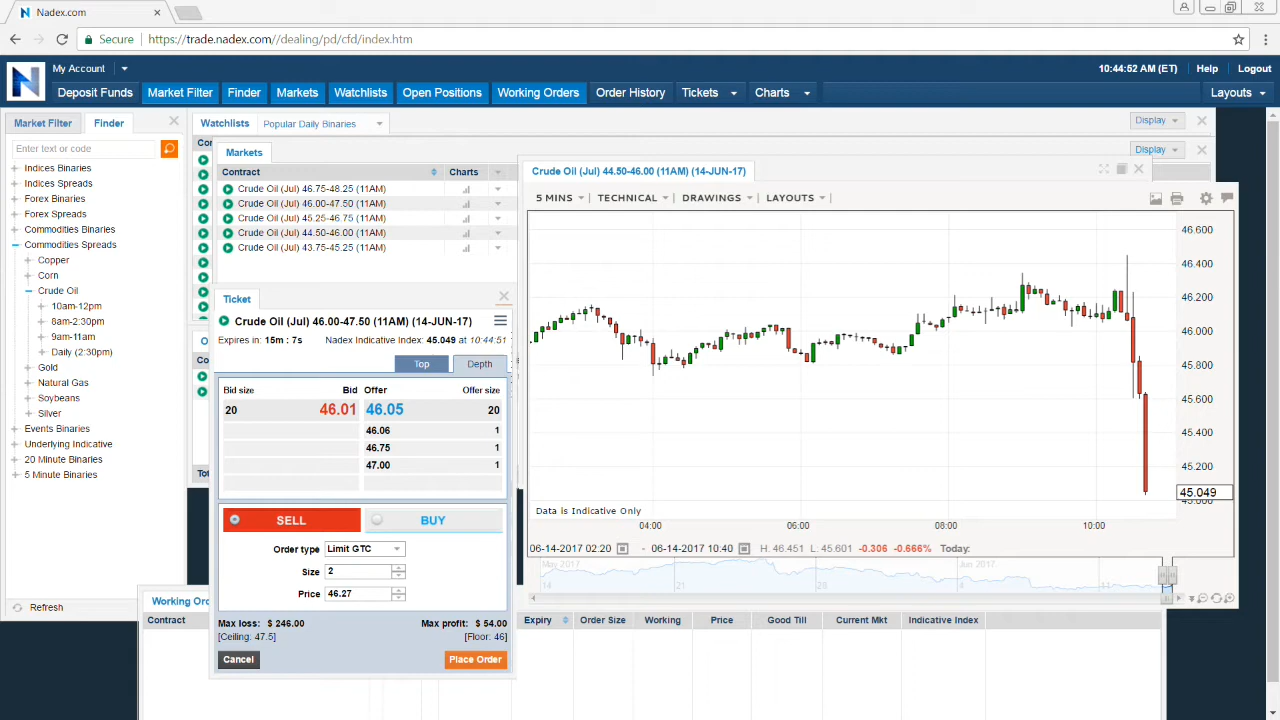 Nadex.com
Secure
https://trade.nadex.com//dealing/pd/cfd/index.htm
N
My Account
10:44:52 AM (ET)
Help
Logout
Deposit Funds
Market Filter
Finder
Markets
Watchlists
Open Positions
Working Orders
Order History
Tickets
Charts
Layouts
Market Filter
Finder
Enter text or code
Indices Binaries
Indices Spreads
Forex Binaries
Forex Spreads
Commodities Binaries
Commodities Spreads
Copper
Corn
Crude Oil
10am-12pm
8am-2:30pm
9am-11am
Daily (2:30pm)
Gold
Natural Gas
Soybeans
Silver
Events Binaries
Underlying Indicative
20 Minute Binaries
5 Minute Binaries
Refresh
Watchlists
Popular Daily Binaries
Display
Display
Markets
Contract
Charts
Crude Oil (Jul) 46.75-48.25 (11AM)
Crude Oil (Jul) 46.00-47.50 (11AM)
Crude Oil (Jul) 45.25-46.75 (11AM)
Crude Oil (Jul) 44.50-46.00 (11AM)
Crude Oil (Jul) 43.75-45.25 (11AM)
Ticket
Crude Oil (Jul) 46.00-47.50 (11AM) (14-JUN-17)
Expires in: 15m : 7s
Nadex Indicative Index: 45.049 at 10:44:51
Top
Depth
Bid size
Bid
Offer
Offer size
20
46.01
46.05
20
46.06
1
46.75
1
47.00
1
SELL
BUY
Order type
Limit GTC
Size
2
Price
46.27
Max loss: $ 246.00
Max profit: $ 54.00
[Ceiling: 47.5]
[Floor: 46]
Cancel
Place Order
Crude Oil (Jul) 44.50-46.00 (11AM) (14-JUN-17)
5 MINS
TECHNICAL
DRAWINGS
LAYOUTS
46.600
46.400
46.200
46.000
45.800
45.600
45.400
45.200
45.049
Data is Indicative Only
04:00
06:00
08:00
10:00
06-14-2017 02:20
-
06-14-2017 10:40
H: 46.451
L: 45.601
-0.306
-0.666%
Today:
May 2017
Jun 2017
14
21
28
4
11
Working Ord
Contract
Expiry
Order Size
Working
Price
Good Till
Current Mkt
Indicative Index